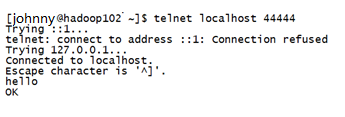 [johnny@hadoop102 ~]$ telnet localhost 44444
Trying ::1...
telnet: connect to address ::1: Connection refused
Trying 127.0.0.1...
Connected to localhost.
Escape character is '^]'.
hello
OK